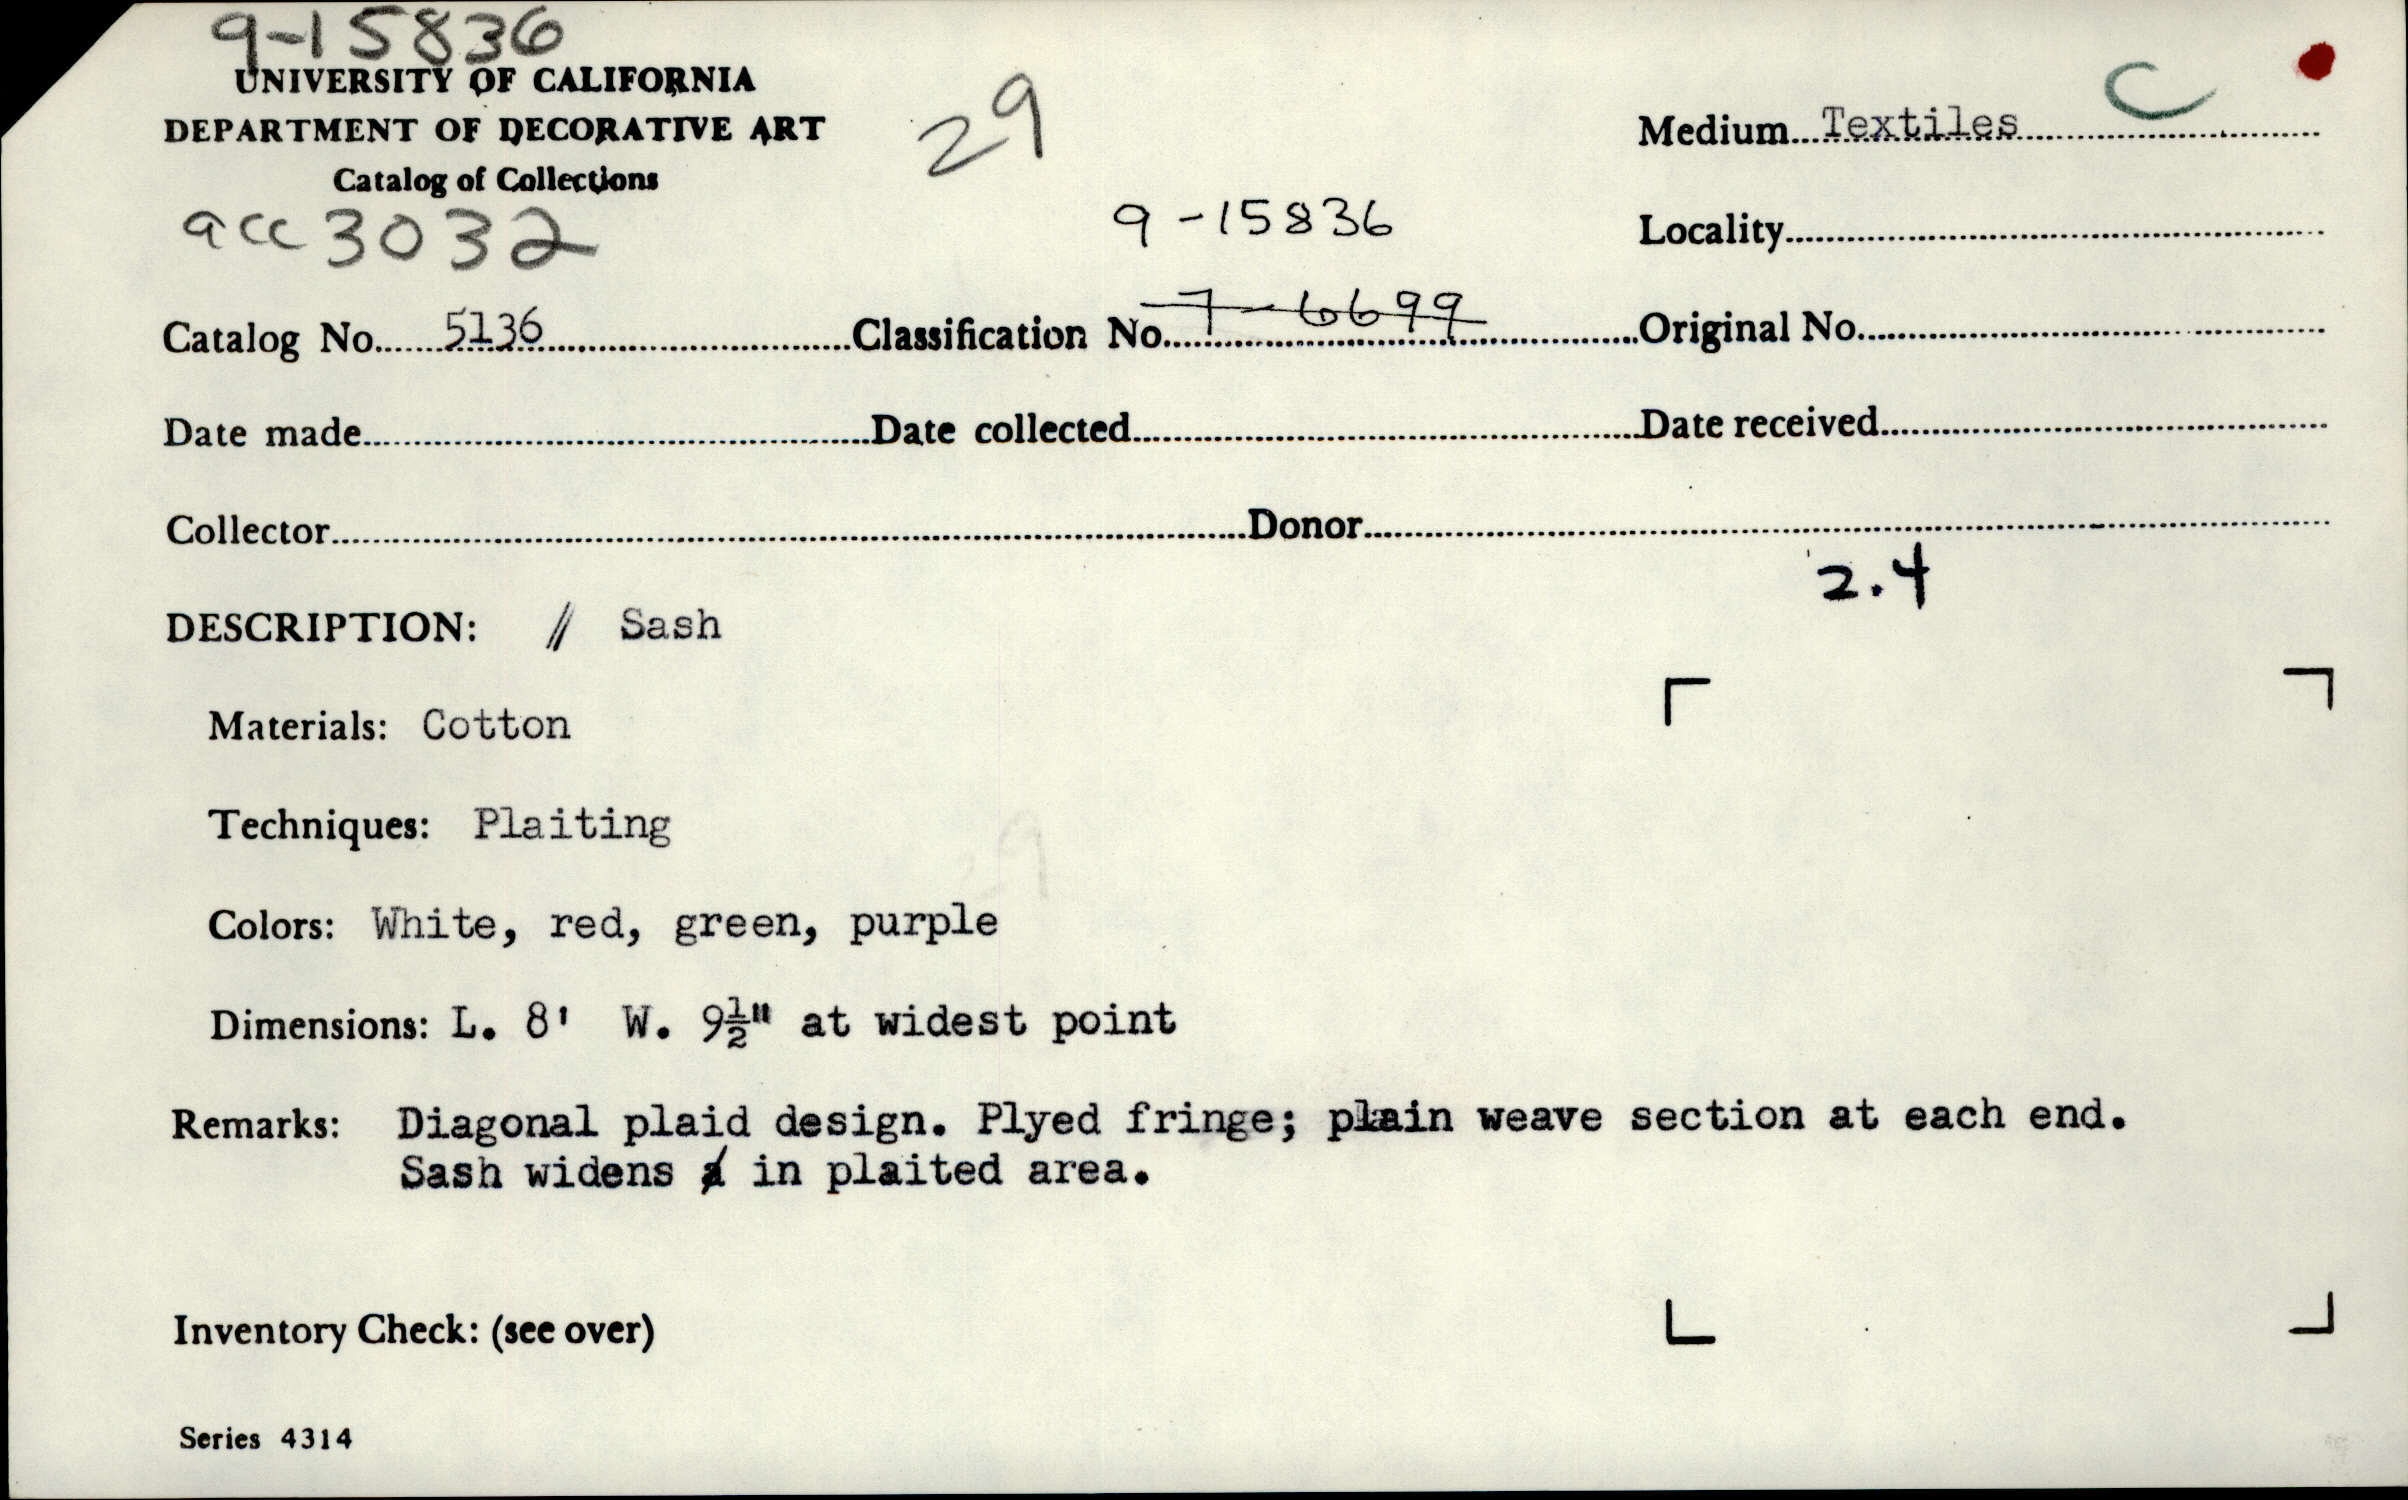 9-15836
UNIVERSITY OF CALIFORNIA
DEPARTMENT OF DECORATIVE ART
Catalog of Collections
acc 3032
29
C
Medium...Textiles
9-15836
Locality
Catalog No. 5136 Classification No. 7-6699 Original No.
Date made Date collected Date received
Collector Donor
2.4
DESCRIPTION: // Sash
Materials: Cotton
Techniques: Plaiting
Colors: White, red, green, purple
Dimensions: L. 8' W. 9½" at widest point
Remarks: Diagonal plaid design. Plyed fringe; plain weave section at each end.
Sash widens a in plaited area.
Inventory Check: (see over)
Series 4314